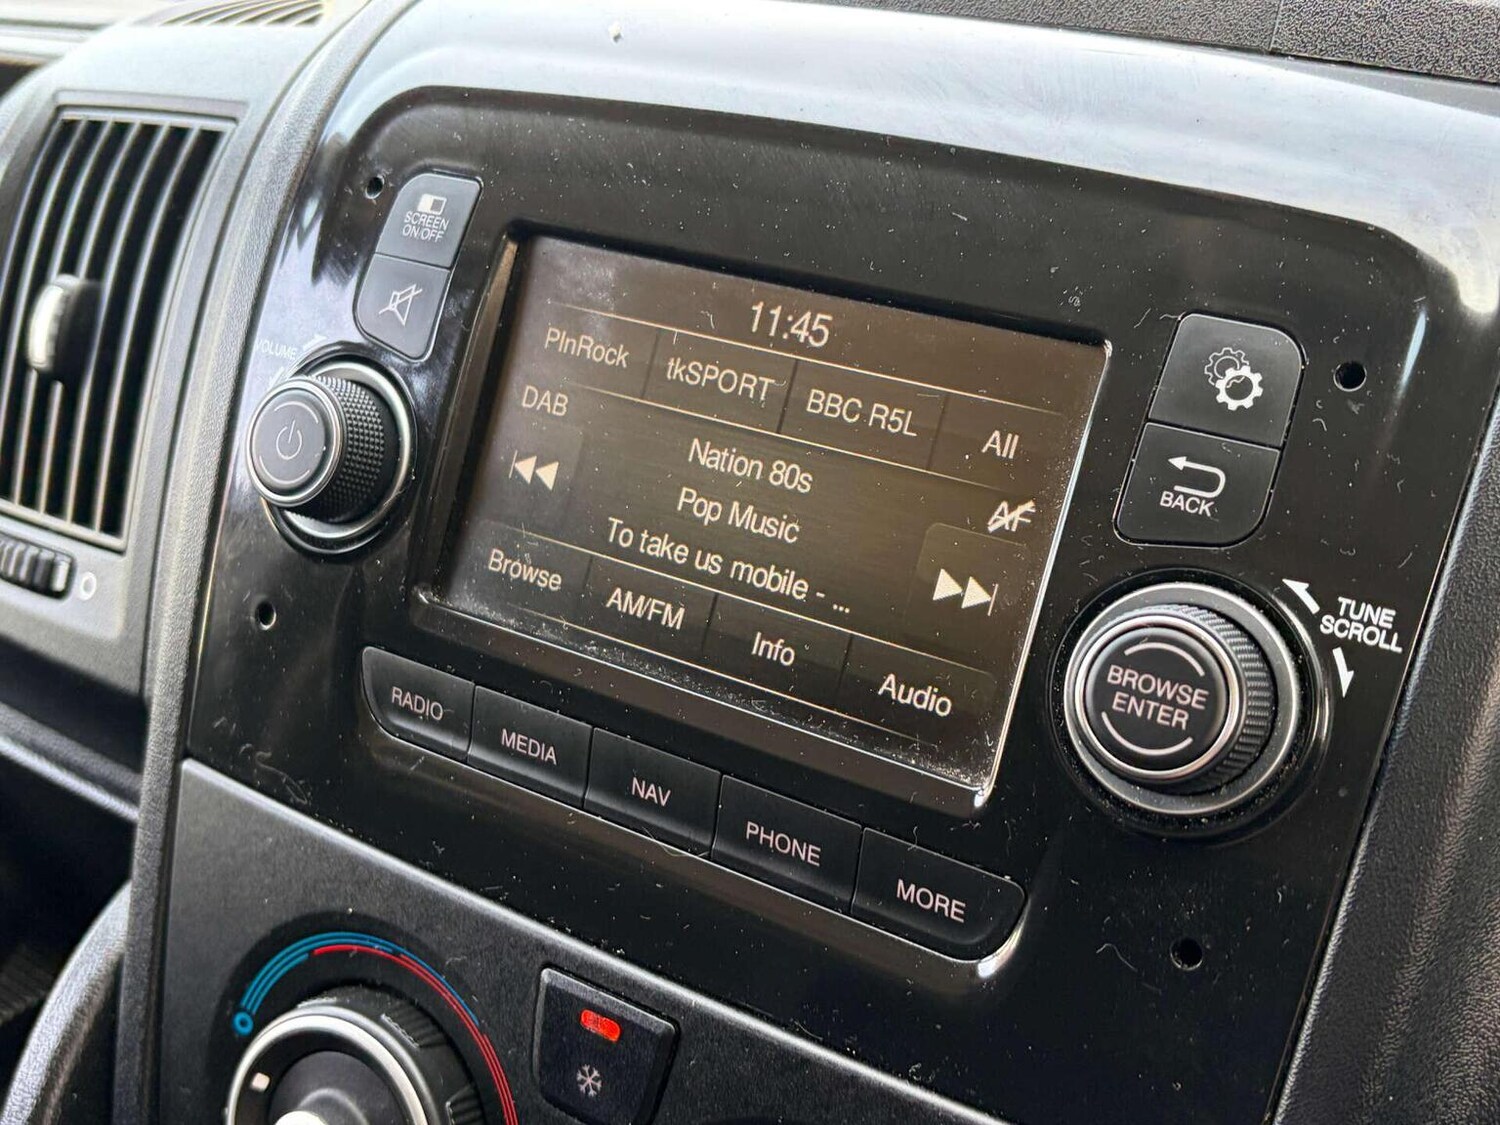 SCREEN
ON/OFF
VOLUME
11:45
PlnRock
tkSPORT
BBC R5L
All
DAB
Nation 80s
Pop Music
To take us mobile - ...
AF
Browse
AM/FM
Info
Audio
BACK
TUNE
SCROLL
BROWSE
ENTER
RADIO
MEDIA
NAV
PHONE
MORE